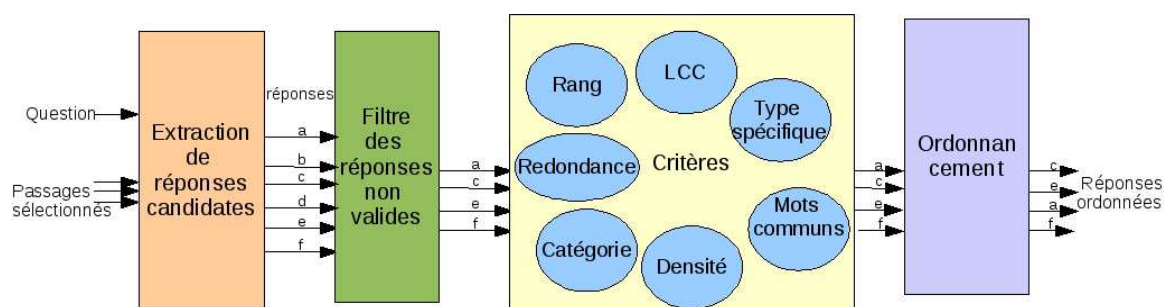 Question
Passages
sélectionnés
Extraction
de
réponses
candidates
réponses
a
b
c
d
e
f
Filtre
des
réponses
non
valides
a
c
e
f
Rang
LCC
Type
spécifique
Redondance
Critères
Mots
communs
Catégorie
Densité
a
c
e
f
Ordonnan
cement
c
e
a
f
Réponses
ordonnées